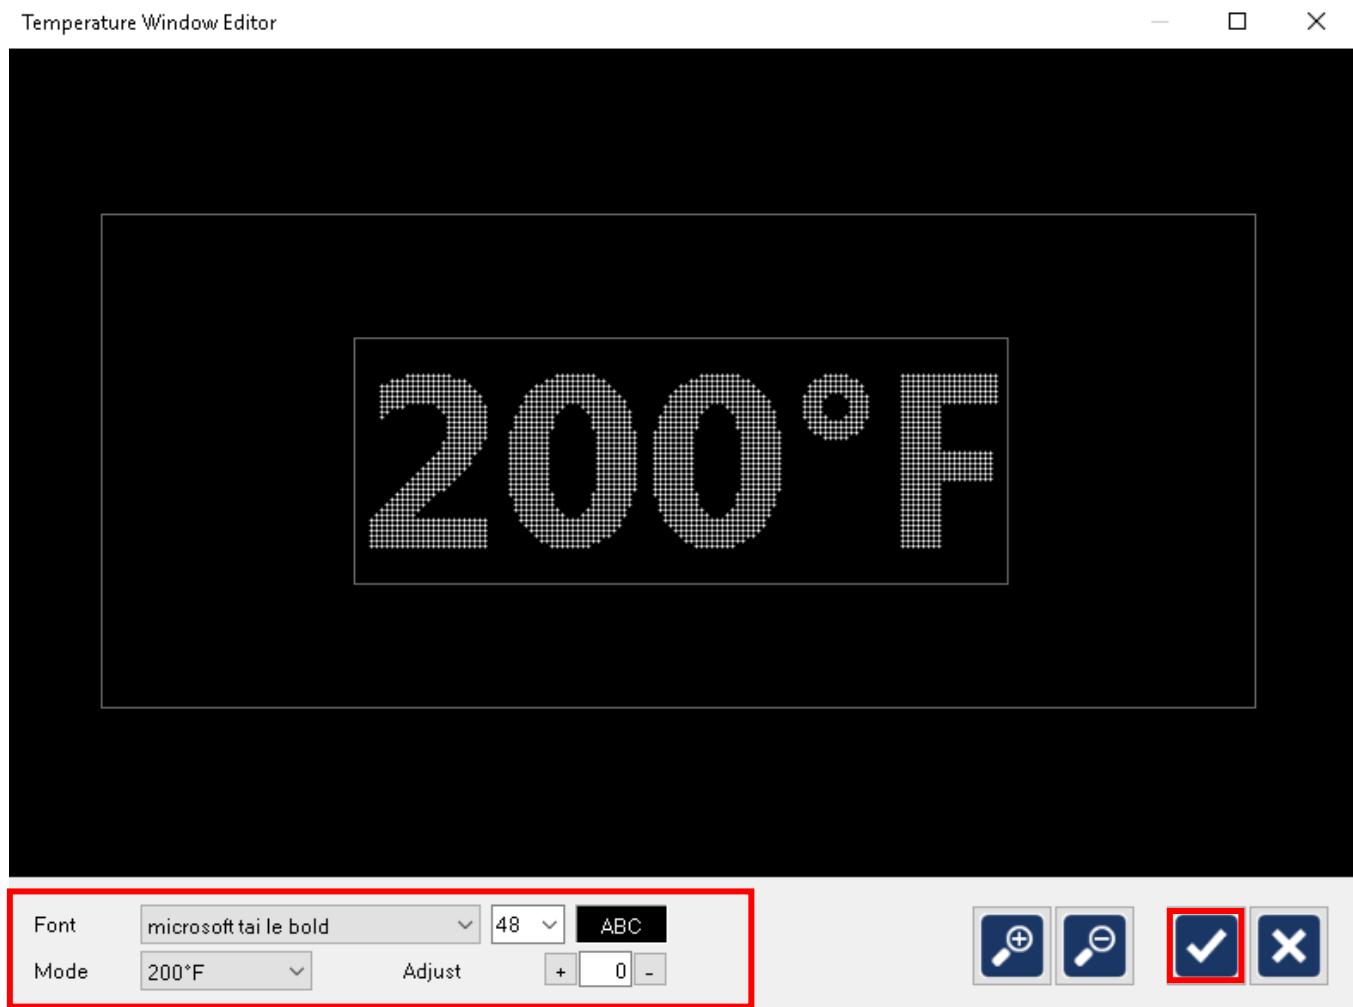 Temperature Window Editor
200°F
Font microsoft tai le bold 48 ABC
Mode 200°F Adjust + 0 -